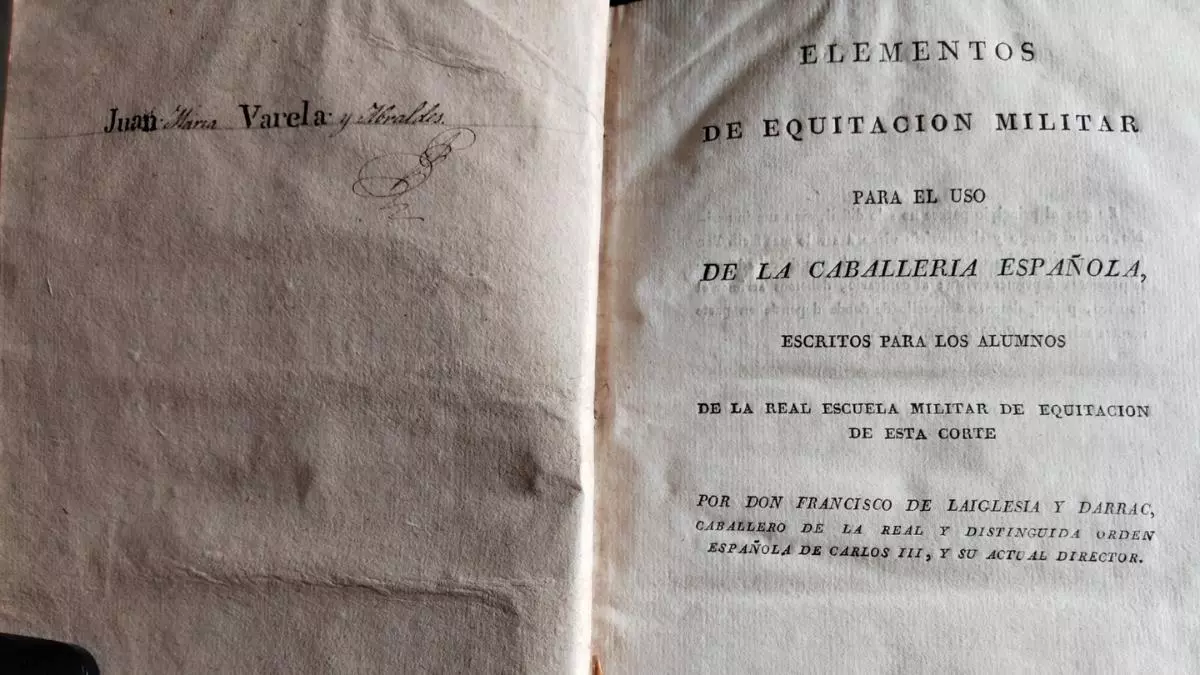 Juan Maria Varela y Abraldes.
ELEMENTOS
DE EQUITACION MILITAR
PARA EL USO
DE LA CABALLERIA ESPAÑOLA,
ESCRITOS PARA LOS ALUMNOS
DE LA REAL ESCUELA MILITAR DE EQUITACION
DE ESTA CORTE
POR DON FRANCISCO DE LAIGLESIA Y DARRAC,
CABALLERO DE LA REAL Y DISTINGUIDA ORDEN
ESPAÑOLA DE CARLOS III, Y SU ACTUAL DIRECTOR.